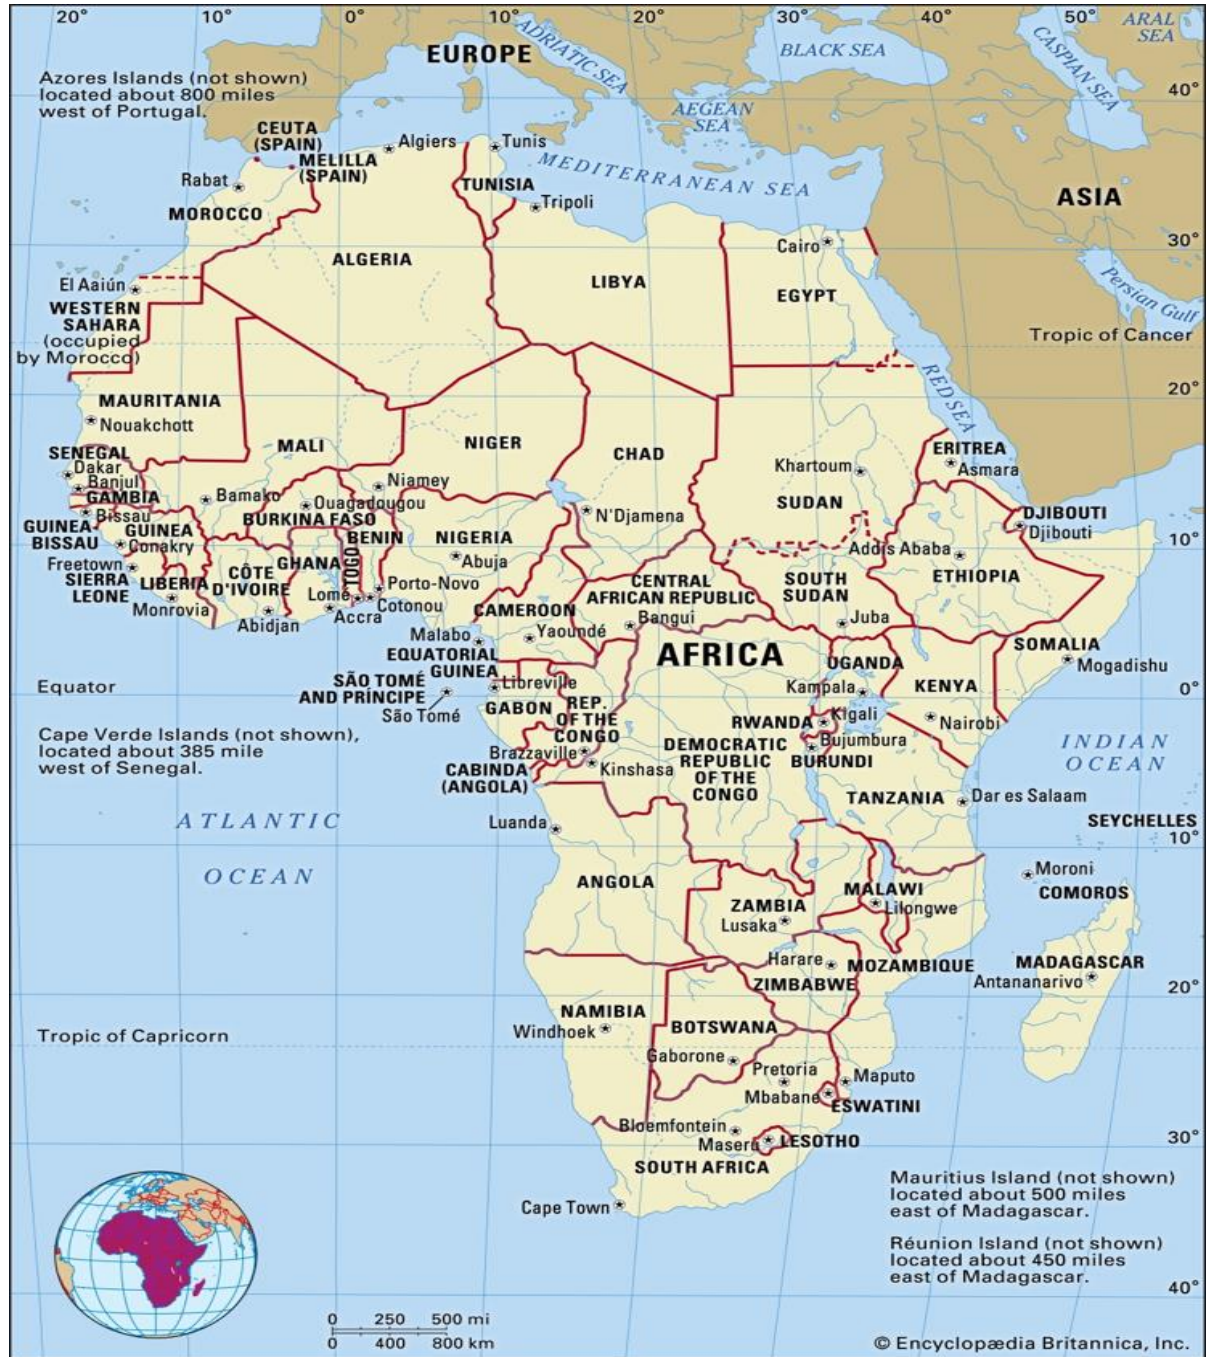 20°
10°
0°
10°
20°
30°
40°
50°
ARAL
SEA
EUROPE
ADRIATIC SEA
BLACK SEA
CASPIAN SEA
Azores Islands (not shown)
located about 800 miles
west of Portugal.
40°
AEGEAN
SEA
CEUTA
(SPAIN)
Algiers
Tunis
MELILLA
(SPAIN)
MEDITERRANEAN SEA
Rabat
TUNISIA
ASIA
Tripoli
MOROCCO
Cairo
30°
ALGERIA
LIBYA
EGYPT
Persian Gulf
El Aaiún
WESTERN
SAHARA
(occupied
by Morocco)
Tropic of Cancer
RED SEA
20°
MAURITANIA
Nouakchott
MALI
NIGER
CHAD
ERITREA
Asmara
Khartoum
SUDAN
SENEGAL
Dakar
Banjul
GAMBIA
Bissau
GUINEA-
BISSAU
Niamey
Bamako
Ouagadougou
BURKINA FASO
N'Djamena
DJIBOUTI
Djibouti
GUINEA
Conakry
BENIN
NIGERIA
Abuja
Addis Ababa
10°
Freetown
SIERRA
LEONE
LIBERIA
Monrovia
CÔTE
D'IVOIRE
GHANA
TOGO
ETHIOPIA
CENTRAL
AFRICAN REPUBLIC
SOUTH
SUDAN
Porto-Novo
Lomé
Cotonou
Abidjan
Accra
CAMEROON
Bangui
Juba
Malabo
Yaoundé
SOMALIA
Mogadishu
EQUATORIAL
GUINEA
AFRICA
UGANDA
Kampala
KENYA
Equator
0°
SÃO TOMÉ
AND PRÍNCIPE
São Tomé
Libreville
GABON
REP.
OF THE
CONGO
RWANDA
Kigali
Nairobi
Cape Verde Islands (not shown),
located about 385 mile
west of Senegal.
Brazzaville
DEMOCRATIC
REPUBLIC
OF THE
CONGO
Bujumbura
BURUNDI
INDIAN
OCEAN
CABINDA
(ANGOLA)
Kinshasa
TANZANIA
Dar es Salaam
ATLANTIC
OCEAN
Luanda
SEYCHELLES
10°
Moroni
COMOROS
ANGOLA
ZAMBIA
Lusaka
MALAWI
Lilongwe
Harare
ZIMBABWE
MOZAMBIQUE
MADAGASCAR
Antananarivo
20°
NAMIBIA
Windhoek
BOTSWANA
Tropic of Capricorn
Gaborone
Pretoria
Maputo
Mbabane
ESWATINI
Bloemfontein
Maseru
LESOTHO
30°
SOUTH AFRICA
Cape Town
Mauritius Island (not shown)
located about 500 miles
east of Madagascar.
Réunion Island (not shown)
located about 450 miles
east of Madagascar.
40°
0 250 500 mi
0 400 800 km
© Encyclopædia Britannica, Inc.